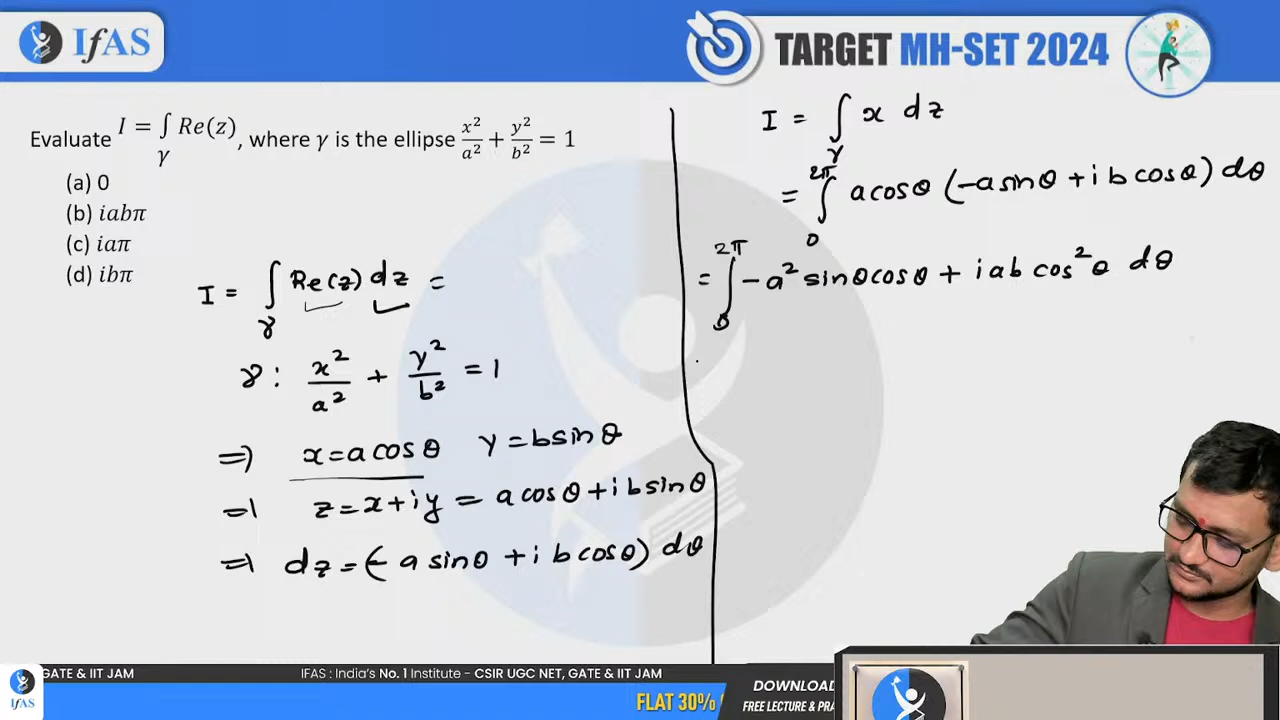 IfAS
TARGET MH-SET 2024
Evaluate I = ∫γ Re(z), where γ is the ellipse x²/a² + y²/b² = 1
(a) 0
(b) iabπ
(c) iaπ
(d) ibπ
I = ∫γ Re(z) dz =
γ : x²/a² + y²/b² = 1
⇒ x = a cos θ y = b sin θ
⇒ z = x + iy = a cos θ + i b sin θ
⇒ dz = (- a sin θ + i b cos θ) dθ
I = ∫γ x dz
= ∫₀^2π a cos θ (-a sin θ + i b cos θ) dθ
= ∫₀^2π -a² sin θ cos θ + i a b cos² θ dθ
GATE & IIT JAM
IFAS : India's No. 1 Institute - CSIR UGC NET, GATE & IIT JAM
IFAS
FLAT 30%
DOWNLOAD
FREE LECTURE & PRA